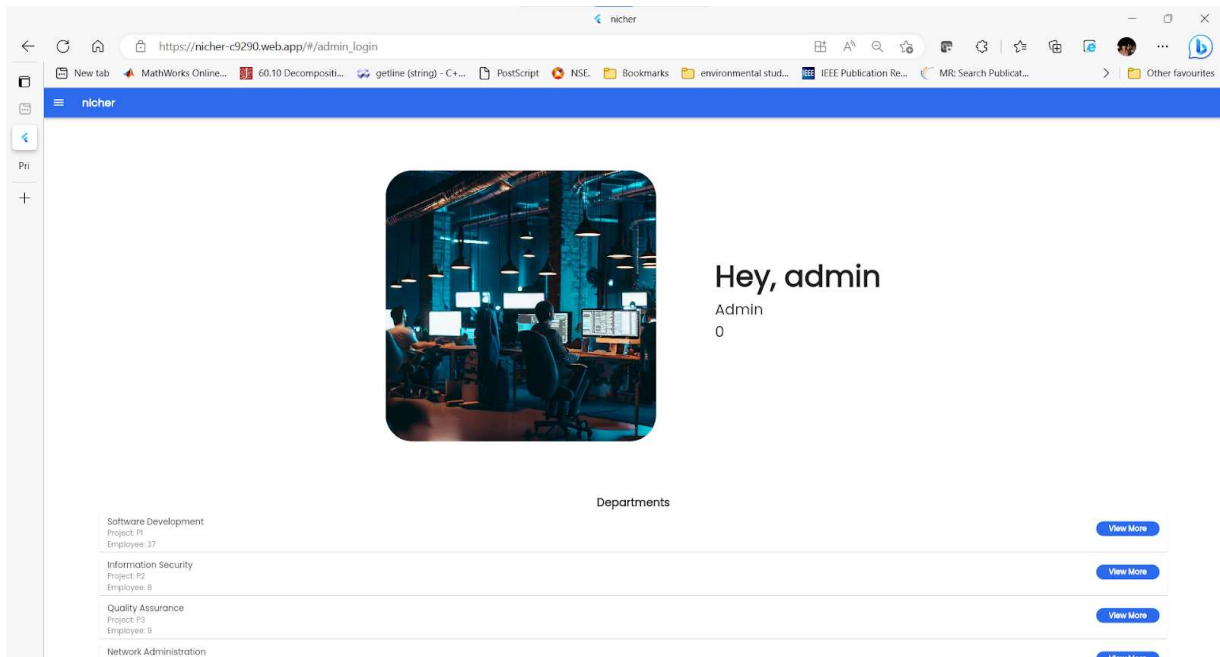 nicher
https://nicher-c9290.web.app/#/admin_login
New tab MathWorks Online... 60.10 Decompositi... getline (string) - C+... PostScript NSE. Bookmarks environmental stud... IEEE Publication Re... MR: Search Publicat... Other favourites
nicher
Pri
Hey, admin
Admin
0
Departments
Software Development
Project: P1
Employee: 37
View More
Information Security
Project: P2
Employee: 8
View More
Quality Assurance
Project: P3
Employee: 9
View More
Network Administration
View More